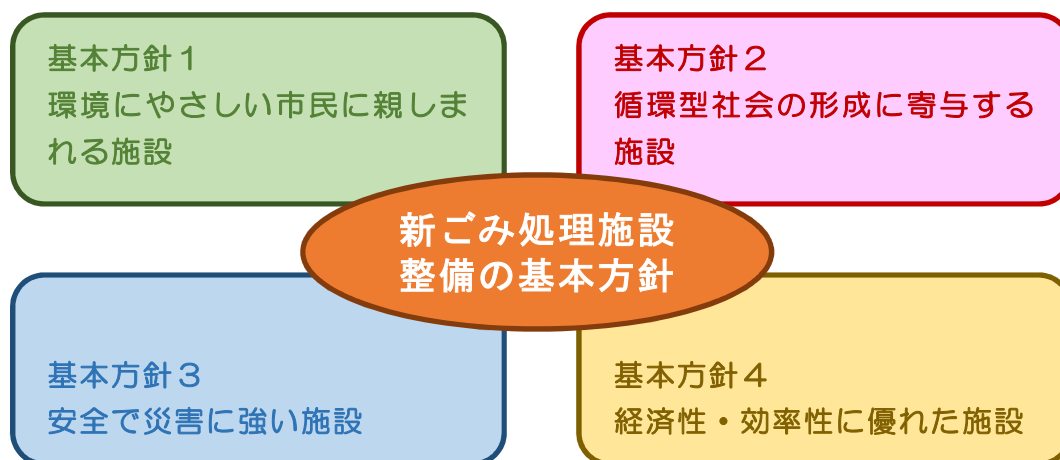 基本方針１
環境にやさしい市民に親しま
れる施設
基本方針２
循環型社会の形成に寄与する
施設
新ごみ処理施設
整備の基本方針
基本方針３
安全で災害に強い施設
基本方針４
経済性・効率性に優れた施設